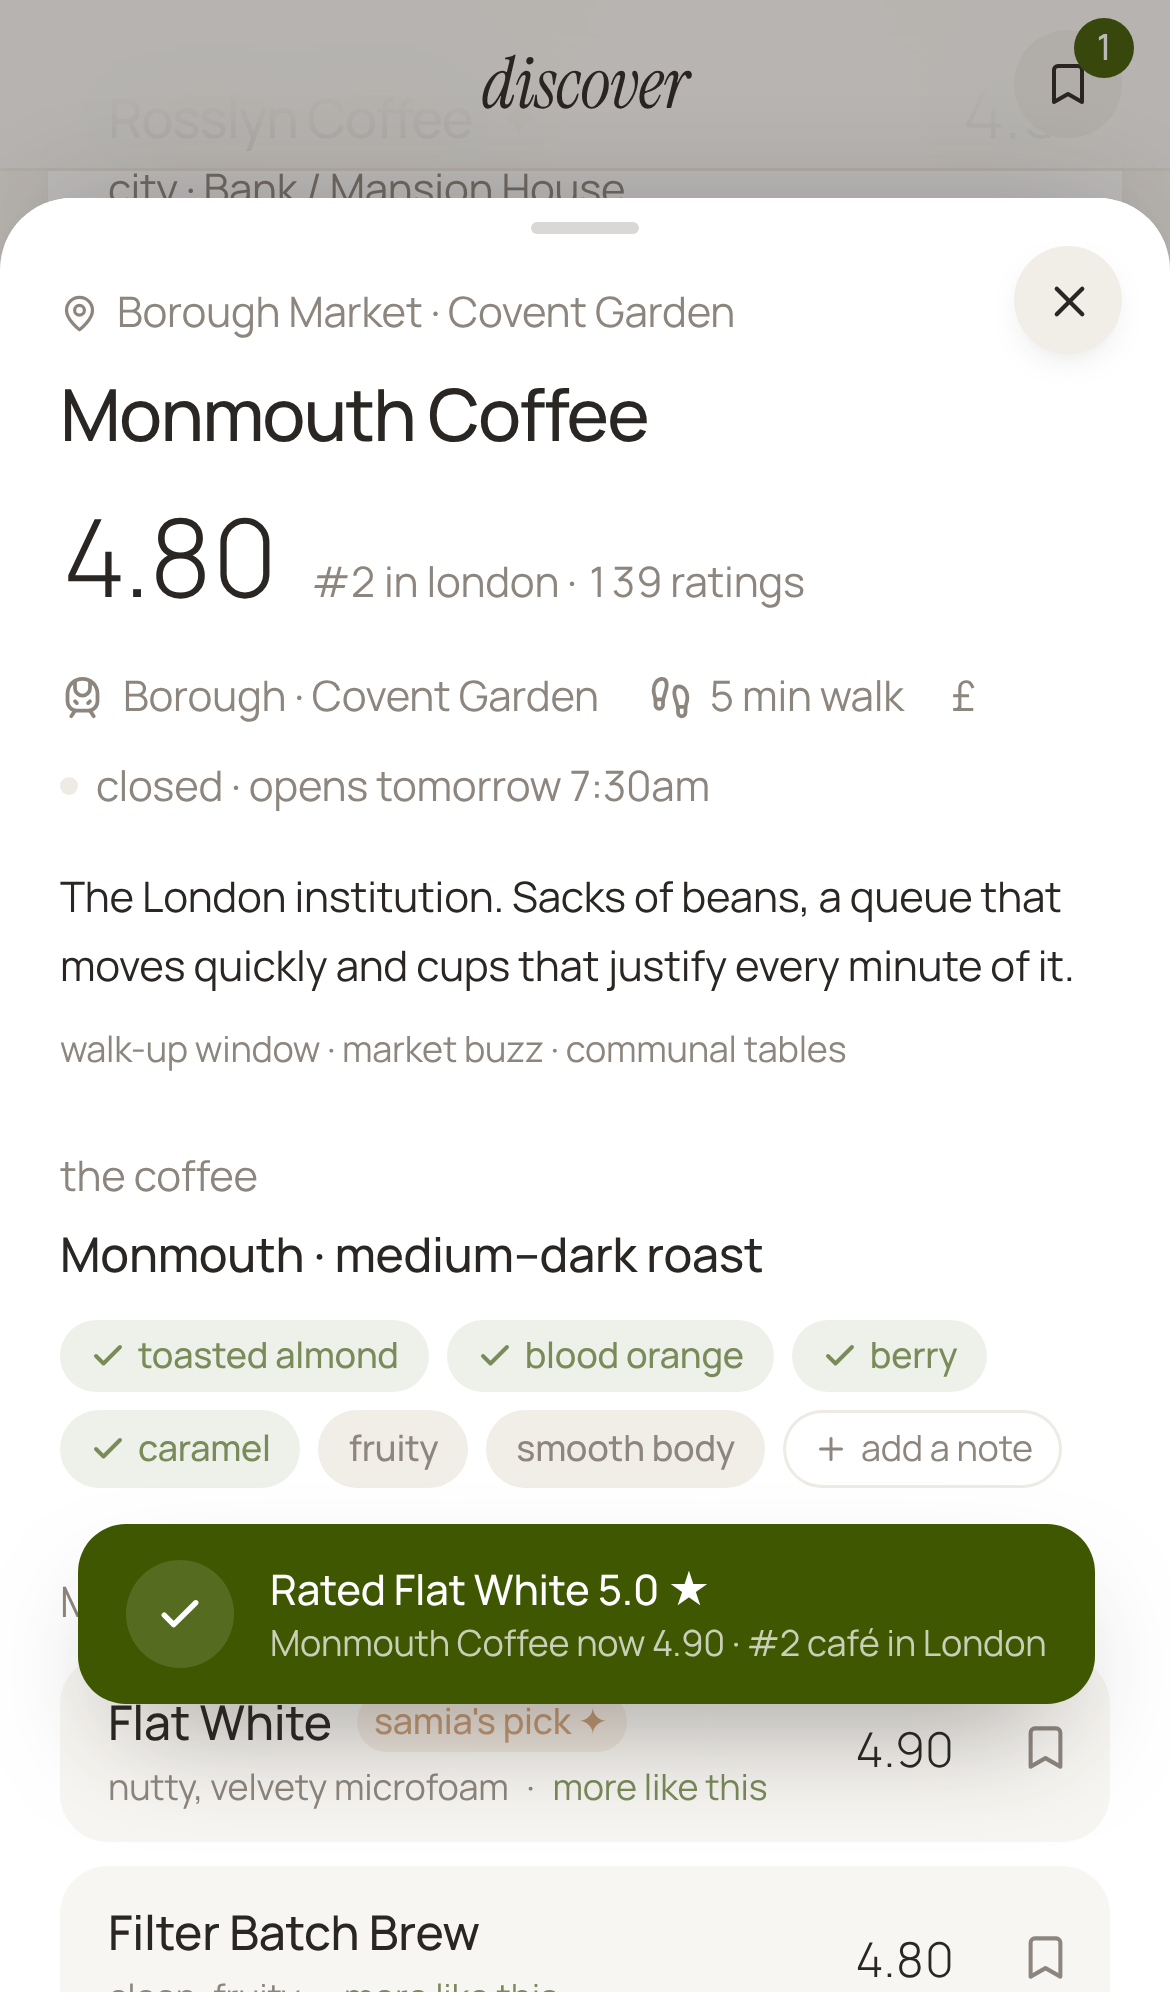 discover
1
Rosslyn Coffee
city · Bank / Mansion House
Borough Market · Covent Garden
Monmouth Coffee
4.80
#2 in london · 139 ratings
Borough · Covent Garden
5 min walk
£
closed · opens tomorrow 7:30am
The London institution. Sacks of beans, a queue that
moves quickly and cups that justify every minute of it.
walk-up window · market buzz · communal tables
the coffee
Monmouth · medium–dark roast
✓ toasted almond
✓ blood orange
✓ berry
✓ caramel
fruity
smooth body
+ add a note
Rated Flat White 5.0 ★
Monmouth Coffee now 4.90 · #2 café in London
Flat White
samia's pick ✦
4.90
nutty, velvety microfoam · more like this
Filter Batch Brew
4.80
clean, fruity · more like this